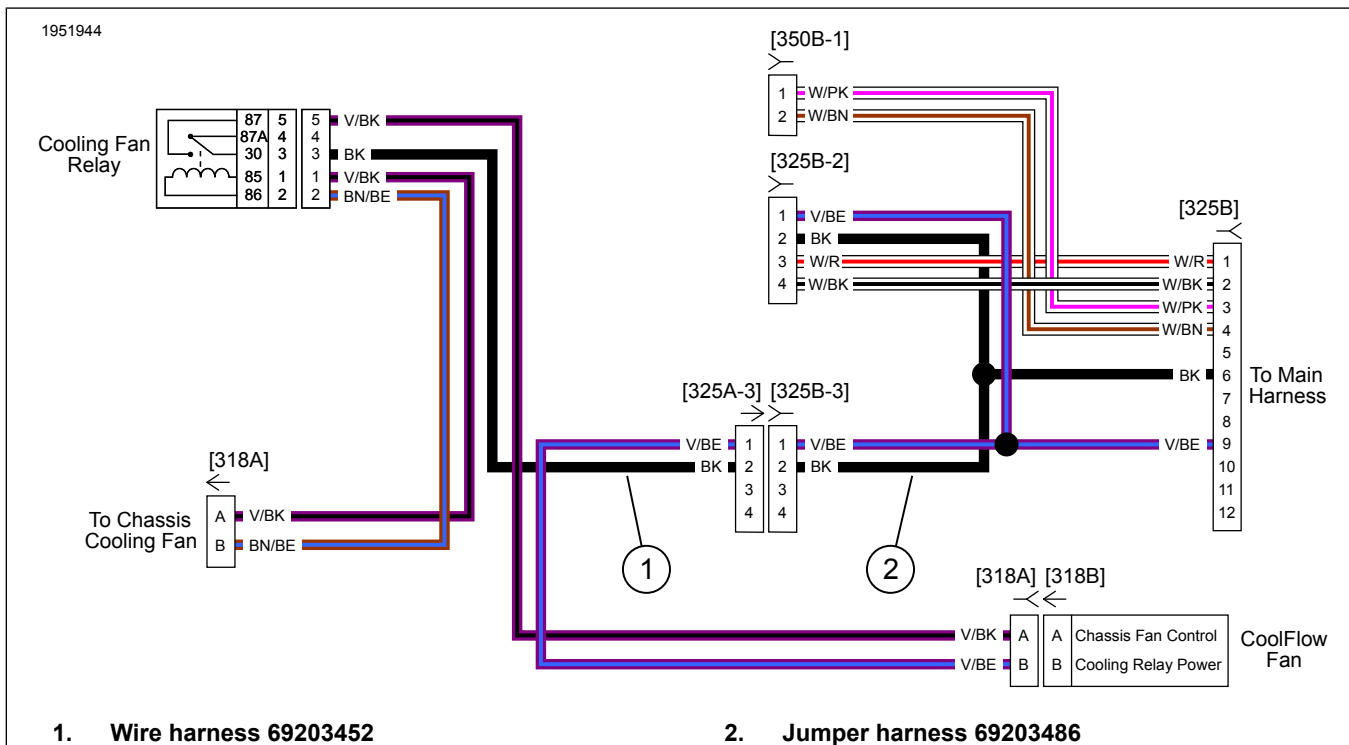 1951944
[350B-1]
1 W/PK
2 W/BN
Cooling Fan
Relay
87 5 5 V/BK
87A 4 4
30 3 3 BK
85 1 1 V/BK
86 2 2 BN/BE
[325B-2]
1 V/BE
2 BK
3 W/R
4 W/BK
[325B]
W/R 1
W/BK 2
W/PK 3
W/BN 4
5
BK 6
7
8
V/BE 9
10
11
12
To Main
Harness
[325A-3] [325B-3]
V/BE 1 1 V/BE
BK 2 2 BK
3 3
4 4
[318A]
To Chassis
Cooling Fan
A V/BK
B BN/BE
1
2
[318A] [318B]
V/BK A A Chassis Fan Control
V/BE B B Cooling Relay Power
CoolFlow
Fan
1. Wire harness 69203452
2. Jumper harness 69203486